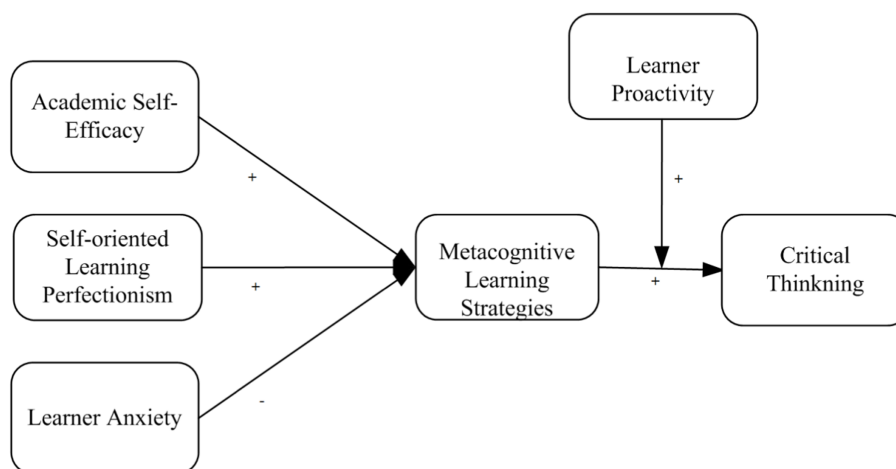 Learner
Proactivity
Academic Self-
Efficacy
+
+
Self-oriented
Learning
Perfectionism
+
Metacognitive
Learning
Strategies
+
Critical
Thinkning
Learner Anxiety
-